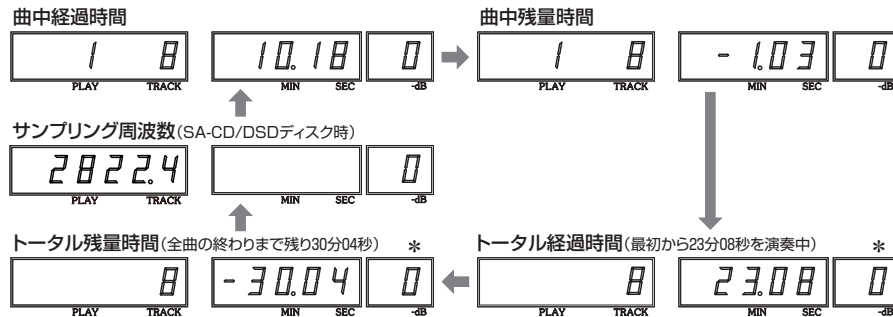 曲中経過時間 曲中残量時間
1 8 10.18 0 1 8 - 1.03 0
PLAY TRACK MIN SEC -dB PLAY TRACK MIN SEC -dB
サンプリング周波数(SA-CD/DSDディスク時)
2822.4 0
PLAY TRACK MIN SEC -dB
トータル残量時間(全曲の終わりまで残り30分04秒) * トータル経過時間(最初から23分08秒を演奏中) *
8 -30.04 0 8 23.08 0
PLAY TRACK MIN SEC -dB PLAY TRACK MIN SEC -dB